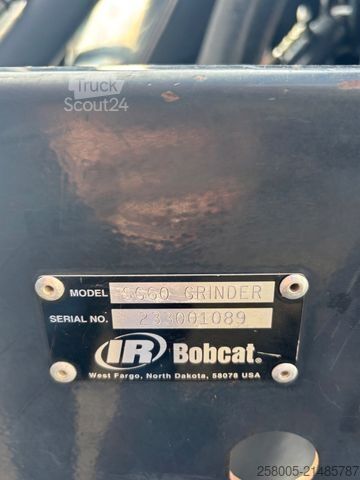 Truck
Scout24
MODEL SG60 GRINDER
SERIAL NO. 233001089
IR Bobcat®
West Fargo, North Dakota, 58078 USA
258005-21485787